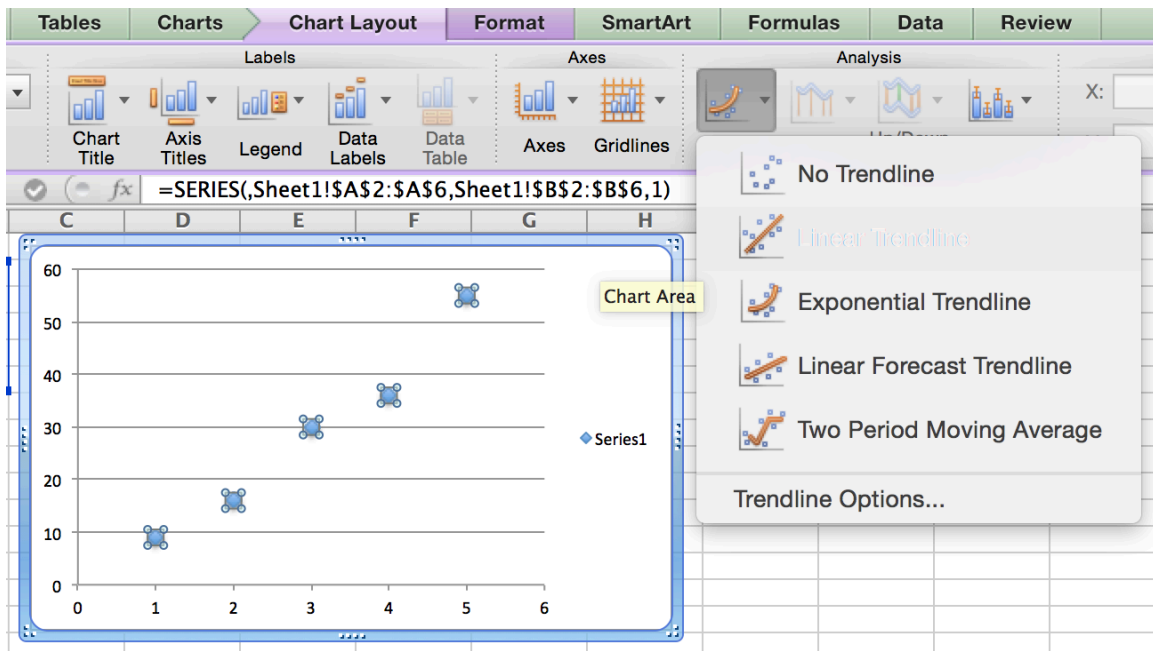 Tables Charts Chart Layout Format SmartArt Formulas Data Review
Labels Axes Analysis
Chart Title
Axis Titles
Legend
Data Labels
Data Table
Axes
Gridlines
X:
fx =SERIES(,Sheet1!$A$2:$A$6,Sheet1!$B$2:$B$6,1)
No Trendline
Linear Trendline
Exponential Trendline
Linear Forecast Trendline
Two Period Moving Average
Trendline Options...
C D E F G H
Chart Area
60
50
40
30
20
10
0
0 1 2 3 4 5 6
Series1